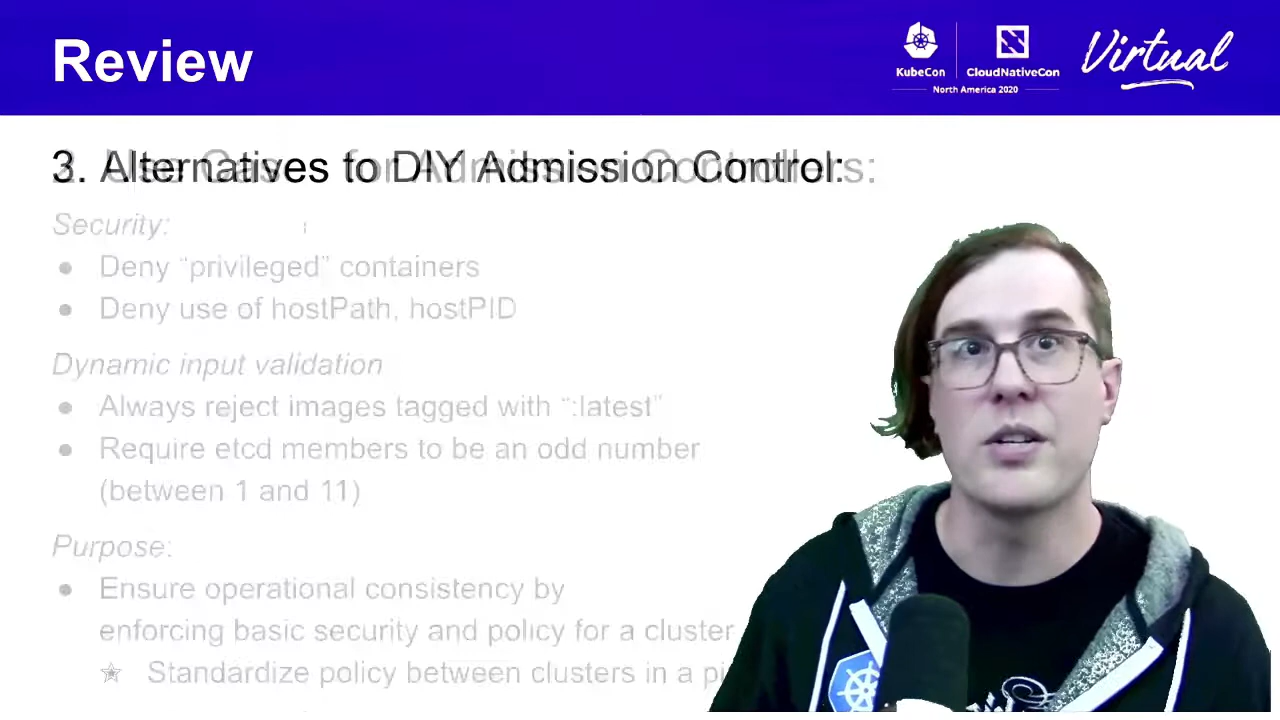 Review
KubeCon
CloudNativeCon
North America 2020
Virtual
3. Alternatives to DIY Admission Control:
Security:
● Deny “privileged” containers
● Deny use of hostPath, hostPID
Dynamic input validation
● Always reject images tagged with “:latest”
● Require etcd members to be an odd number
(between 1 and 11)
Purpose:
● Ensure operational consistency by
enforcing basic security and policy for a cluster
☆ Standardize policy between clusters in a